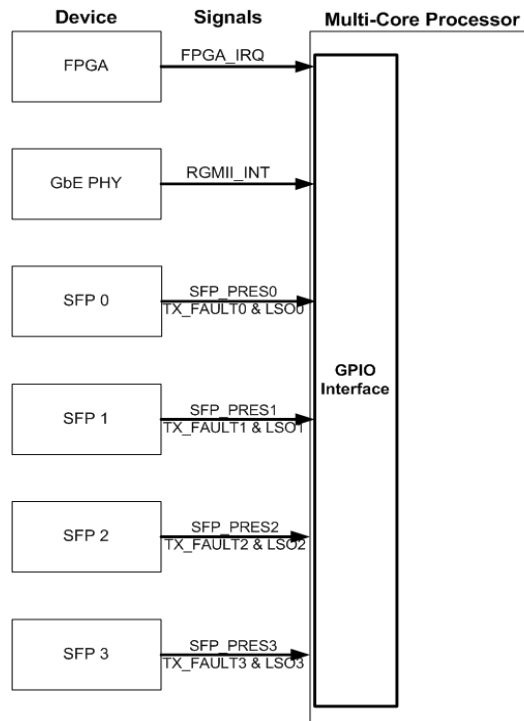 Device Signals Multi-Core Processor
FPGA FPGA_IRQ
GbE PHY RGMII_INT
SFP 0 SFP_PRES0
TX_FAULT0 & LSO0
GPIO
Interface
SFP 1 SFP_PRES1
TX_FAULT1 & LSO1
SFP 2 SFP_PRES2
TX_FAULT2 & LSO2
SFP 3 SFP_PRES3
TX_FAULT3 & LSO3